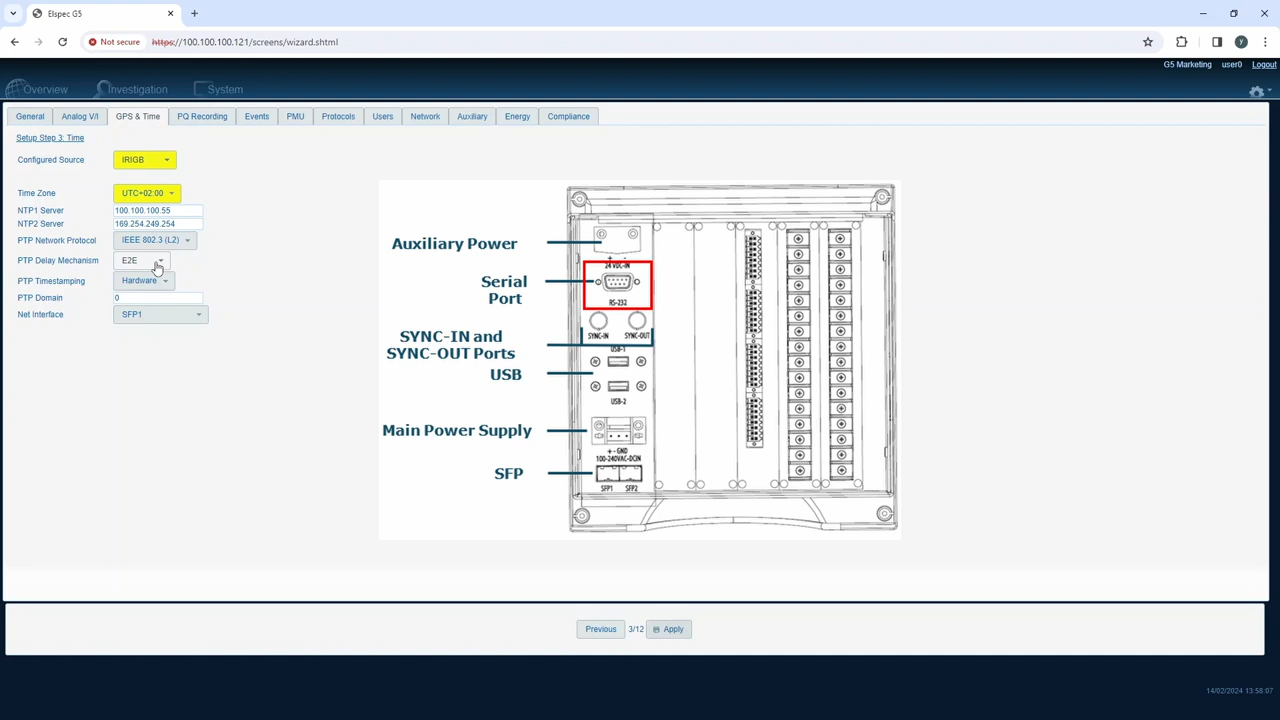 Elspec G5
Not secure https://100.100.100.121/screens/wizard.shtml
y
G5 Marketing user0 Logout
Overview Investigation System
General Analog V/I GPS & Time PQ Recording Events PMU Protocols Users Network Auxiliary Energy Compliance
Setup Step 3: Time
Configured Source IRIGB
Time Zone UTC+02:00
NTP1 Server 100.100.100.55
NTP2 Server 169.254.249.254
PTP Network Protocol IEEE 802.3 (L2)
PTP Delay Mechanism E2E
PTP Timestamping Hardware
PTP Domain 0
Net Interface SFP1
Auxiliary Power
+ -
24 VDC-IN
Serial
Port
RS-232
SYNC-IN and
SYNC-OUT Ports
SYNC-IN SYNC-OUT
USB-1
USB
USB-2
Main Power Supply
+ - GND
100-240VAC-DCIN
SFP
SFP1 SFP2
Previous 3/12 Apply
14/02/2024 13:58:07